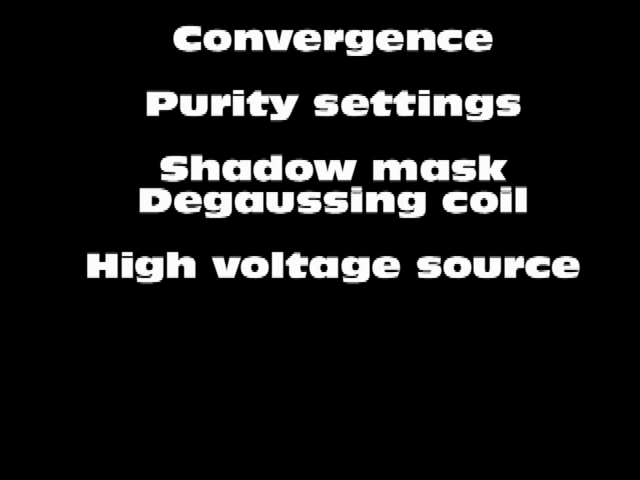 Convergence
Purity settings
Shadow mask
Degaussing coil
High voltage source